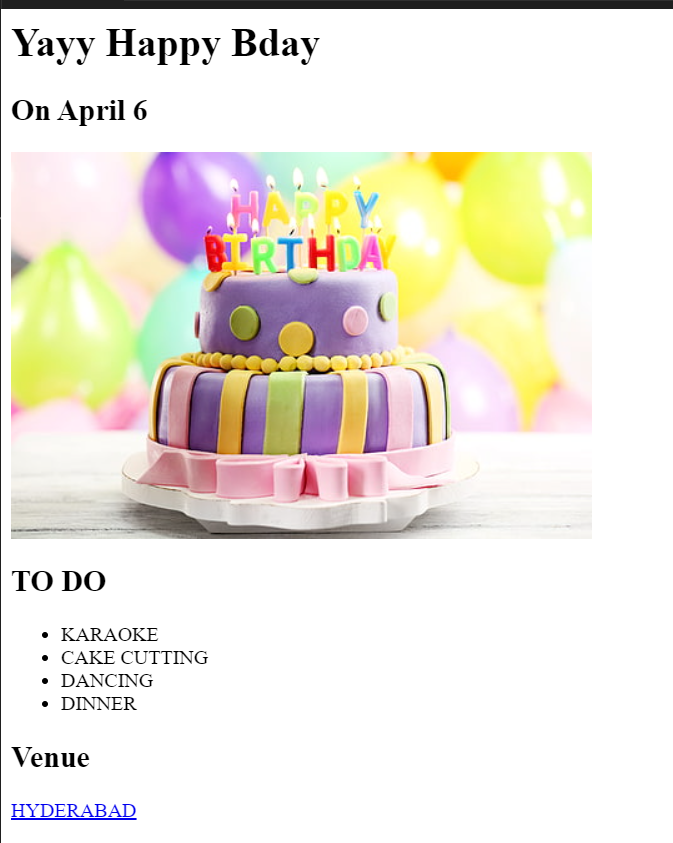 Yayy Happy Bday
On April 6
HAPPY
BIRTHDAY
TO DO
KARAOKE
CAKE CUTTING
DANCING
DINNER
Venue
HYDERABAD